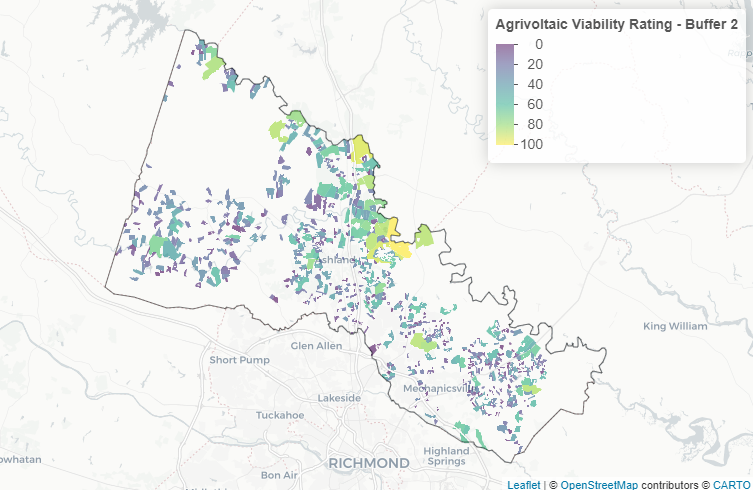 Agrivoltaic Viability Rating - Buffer 2
0
20
40
60
80
100
Ashland
King William
Glen Allen
Short Pump
Mechanicsville
Lakeside
Tuckahoe
Highland
Springs
RICHMOND
Bon Air
owhatan
Leaflet | © OpenStreetMap contributors © CARTO